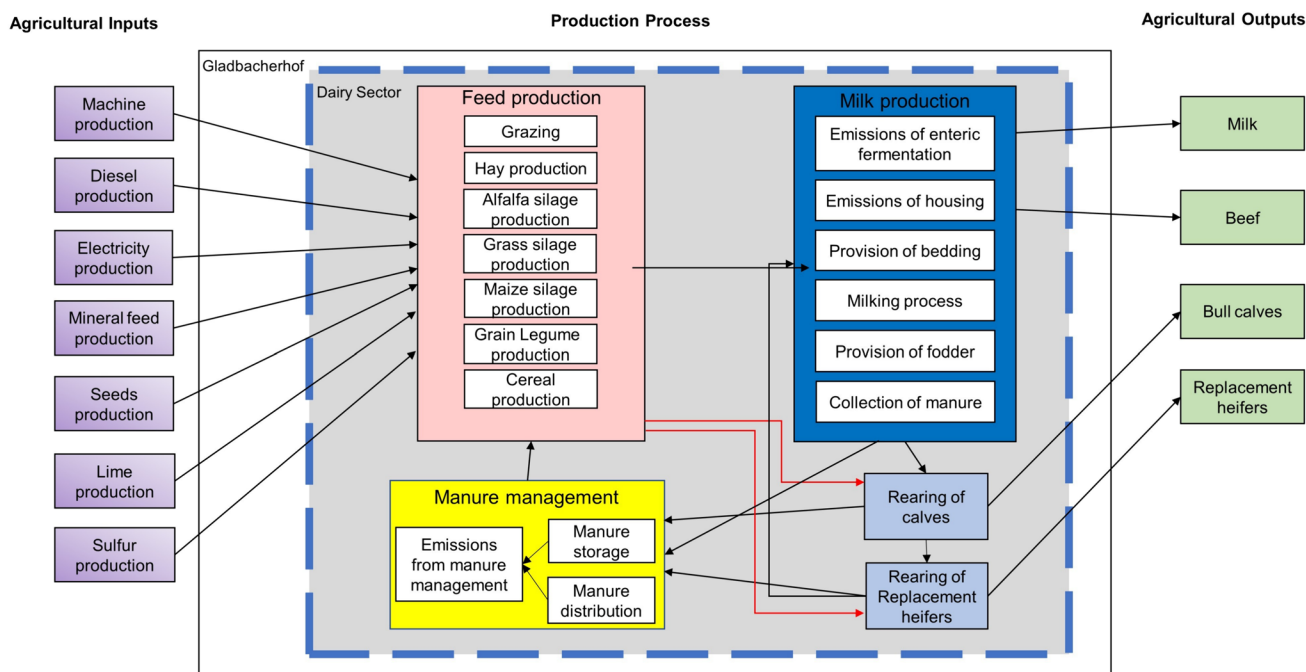 Agricultural Inputs
Production Process
Agricultural Outputs
Gladbacherhof
Dairy Sector
Machine
production
Diesel
production
Electricity
production
Mineral feed
production
Seeds
production
Lime
production
Sulfur
production
Feed production
Grazing
Hay production
Alfalfa silage
production
Grass silage
production
Maize silage
production
Grain Legume
production
Cereal
production
Milk production
Emissions of enteric
fermentation
Emissions of housing
Provision of bedding
Milking process
Provision of fodder
Collection of manure
Manure management
Emissions
from manure
management
Manure
storage
Manure
distribution
Rearing of
calves
Rearing of
Replacement
heifers
Milk
Beef
Bull calves
Replacement
heifers